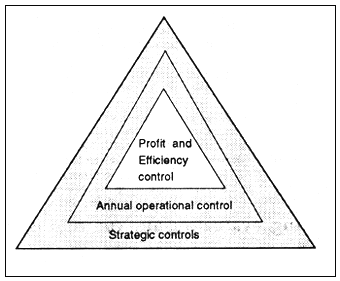 Profit and
Efficiency
control
Annual operational control
Strategic controls